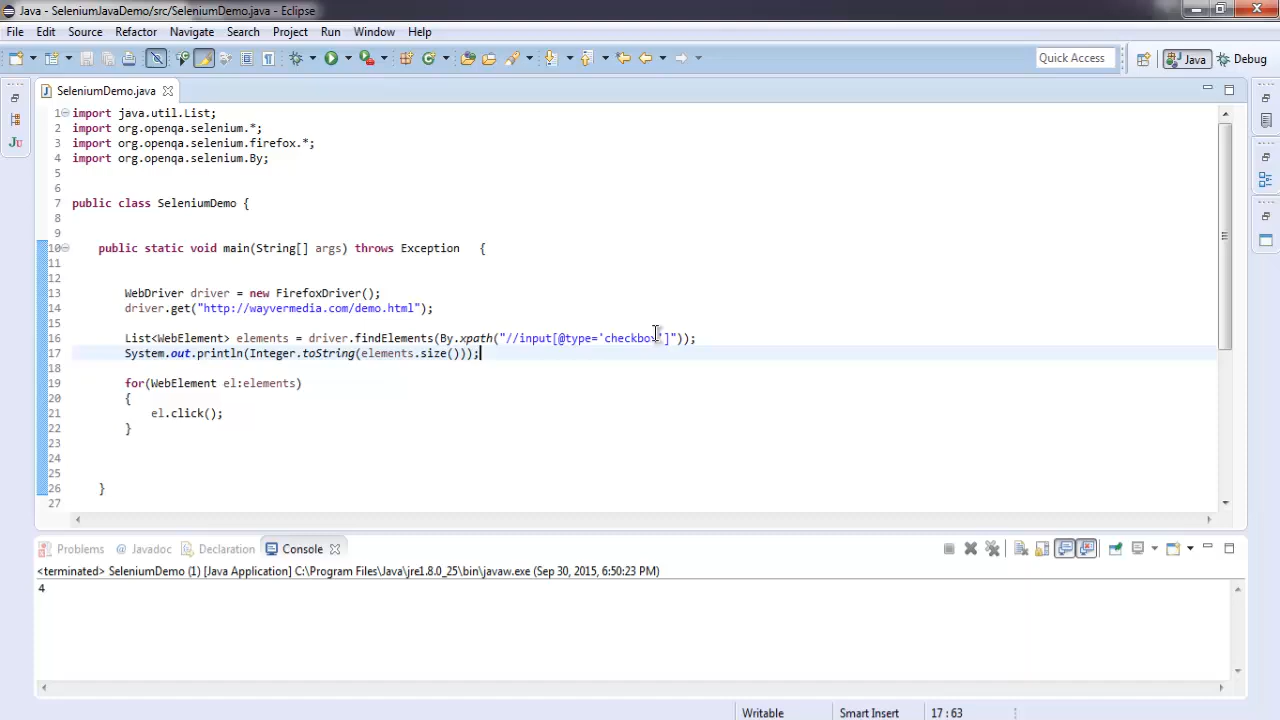 Java - SeleniumJavaDemo/src/SeleniumDemo.java - Eclipse
File Edit Source Refactor Navigate Search Project Run Window Help
Quick Access Java Debug
SeleniumDemo.java
1 import java.util.List;
2 import org.openqa.selenium.*;
3 import org.openqa.selenium.firefox.*;
4 import org.openqa.selenium.By;
5
6
7 public class SeleniumDemo {
8
9
10 public static void main(String[] args) throws Exception {
11
12
13 WebDriver driver = new FirefoxDriver();
14 driver.get("http://wayvermedia.com/demo.html");
15
16 List<WebElement> elements = driver.findElements(By.xpath("//input[@type='checkbox']"));
17 System.out.println(Integer.toString(elements.size()));
18
19 for(WebElement el:elements)
20 {
21 el.click();
22 }
23
24
25
26 }
27
Problems @ Javadoc Declaration Console
<terminated> SeleniumDemo (1) [Java Application] C:\Program Files\Java\jre1.8.0_25\bin\javaw.exe (Sep 30, 2015, 6:50:23 PM)
4
Writable Smart Insert 17 : 63